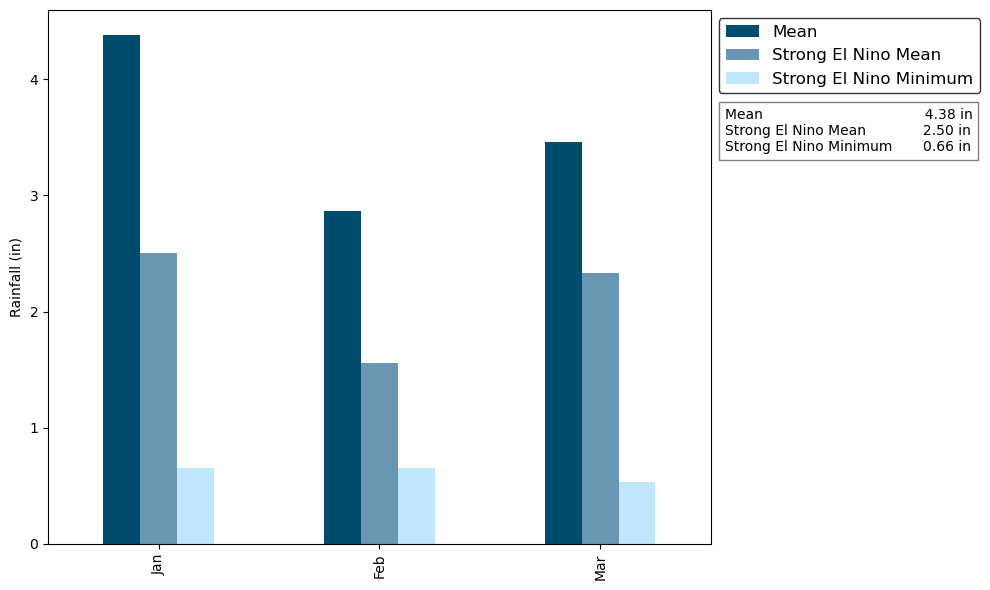 Mean
Strong El Nino Mean
Strong El Nino Minimum
Mean 4.38 in
Strong El Nino Mean 2.50 in
Strong El Nino Minimum 0.66 in
Rainfall (in)
4
3
2
1
0
Jan
Feb
Mar